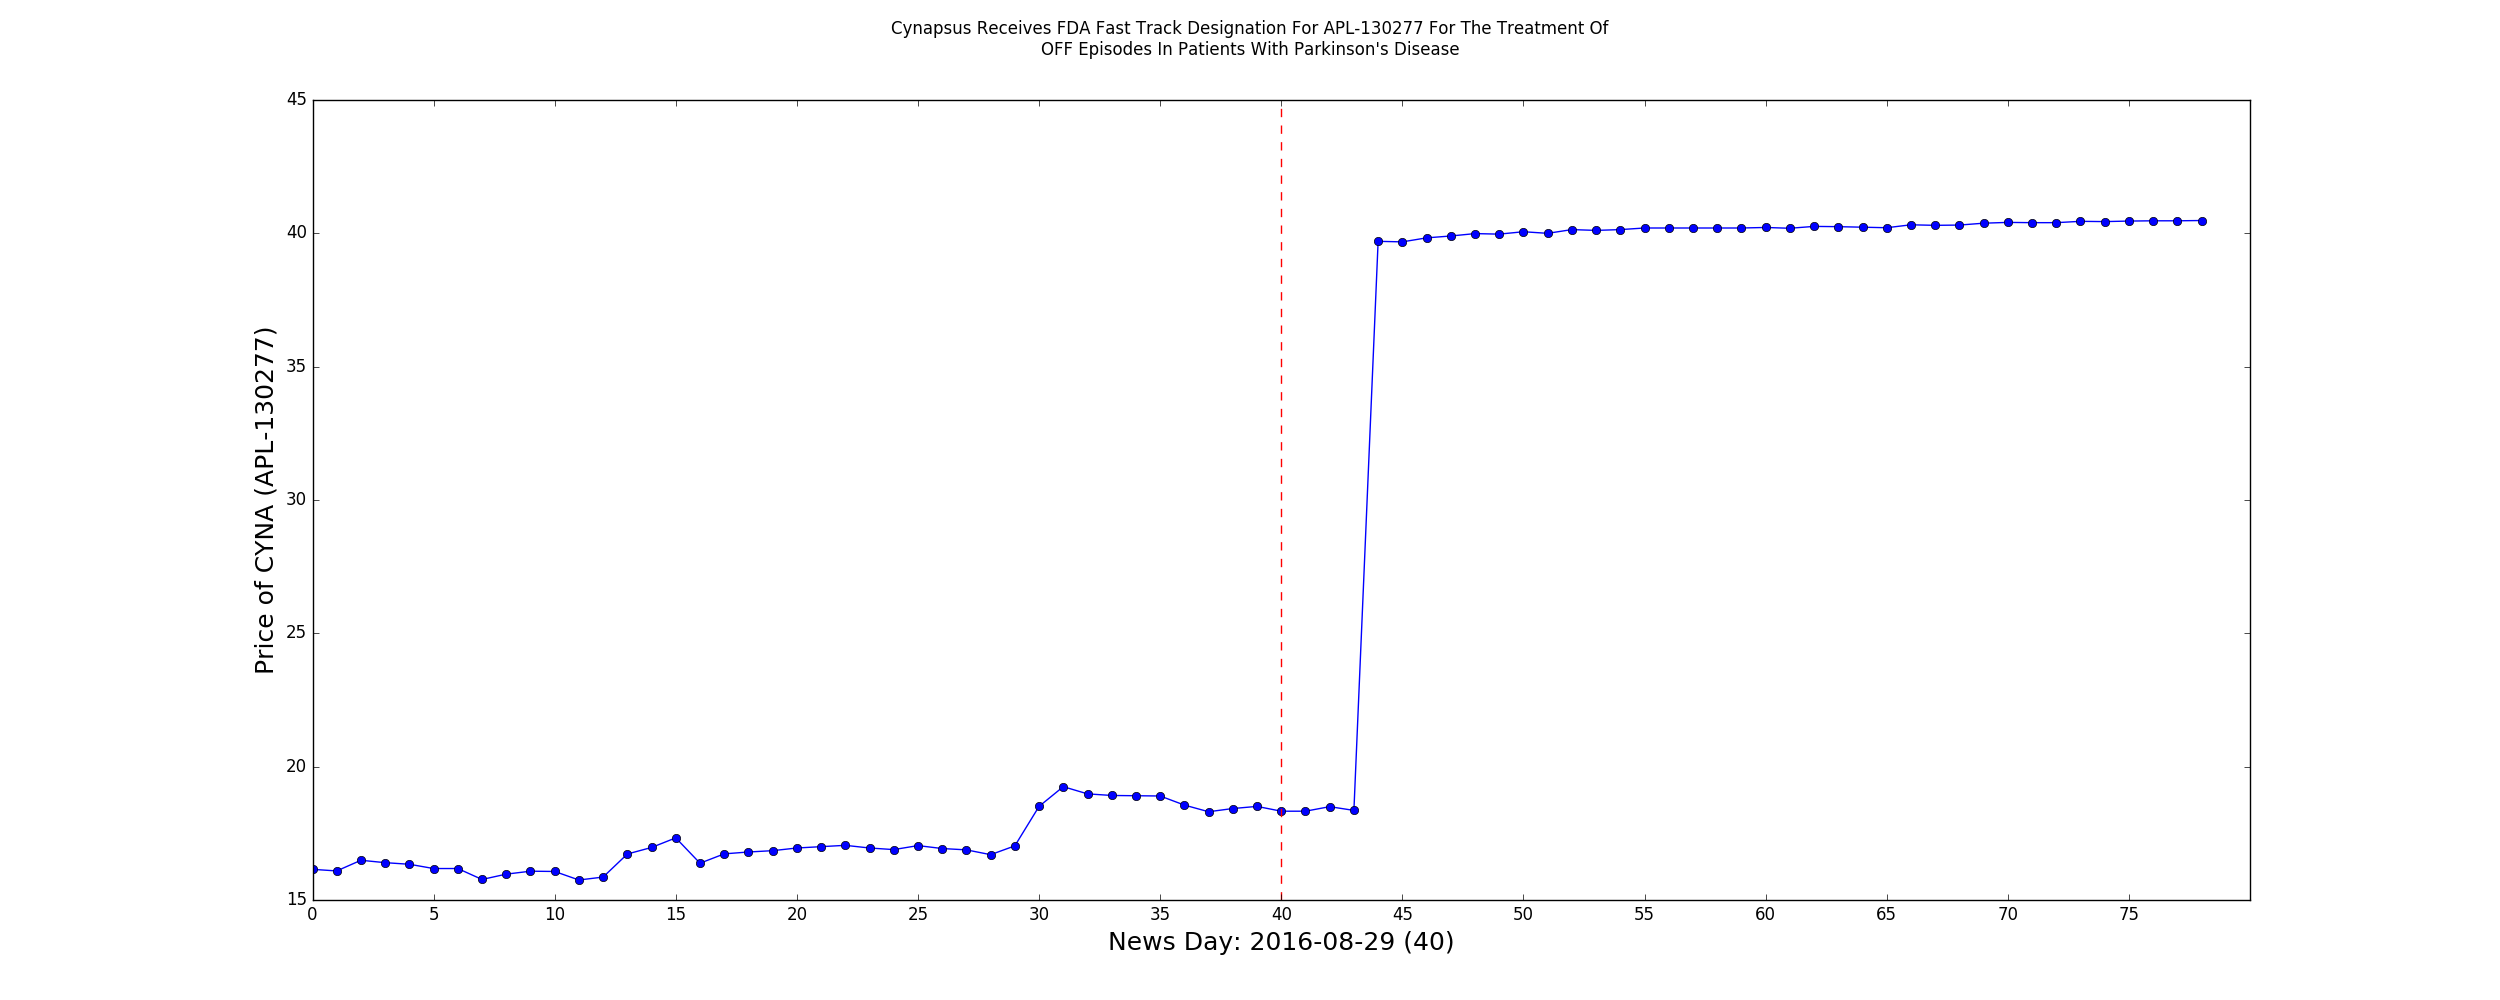 Cynapsus Receives FDA Fast Track Designation For APL-130277 For The Treatment Of
OFF Episodes In Patients With Parkinson's Disease
45
40
35
30
25
20
15
Price of CYNA (APL-130277)
0 5 10 15 20 25 30 35 40 45 50 55 60 65 70 75
News Day: 2016-08-29 (40)